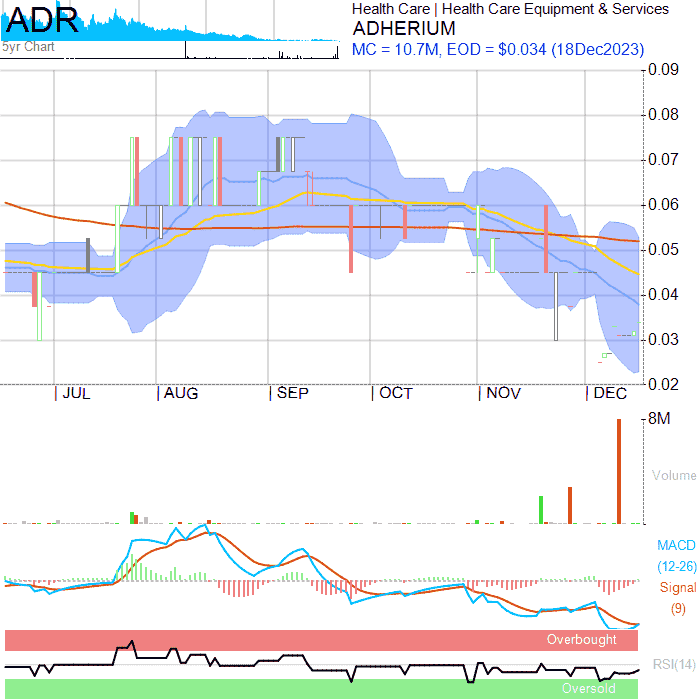 ADR
5yr Chart
Health Care | Health Care Equipment & Services
ADHERIUM
MC = 10.7M, EOD = $0.034 (18Dec2023)
0.09
0.08
0.07
0.06
0.05
0.04
0.03
0.02
| JUL | AUG | SEP | OCT | NOV | DEC
8M
Volume
MACD
(12-26)
Signal
(9)
Overbought
RSI(14)
Oversold